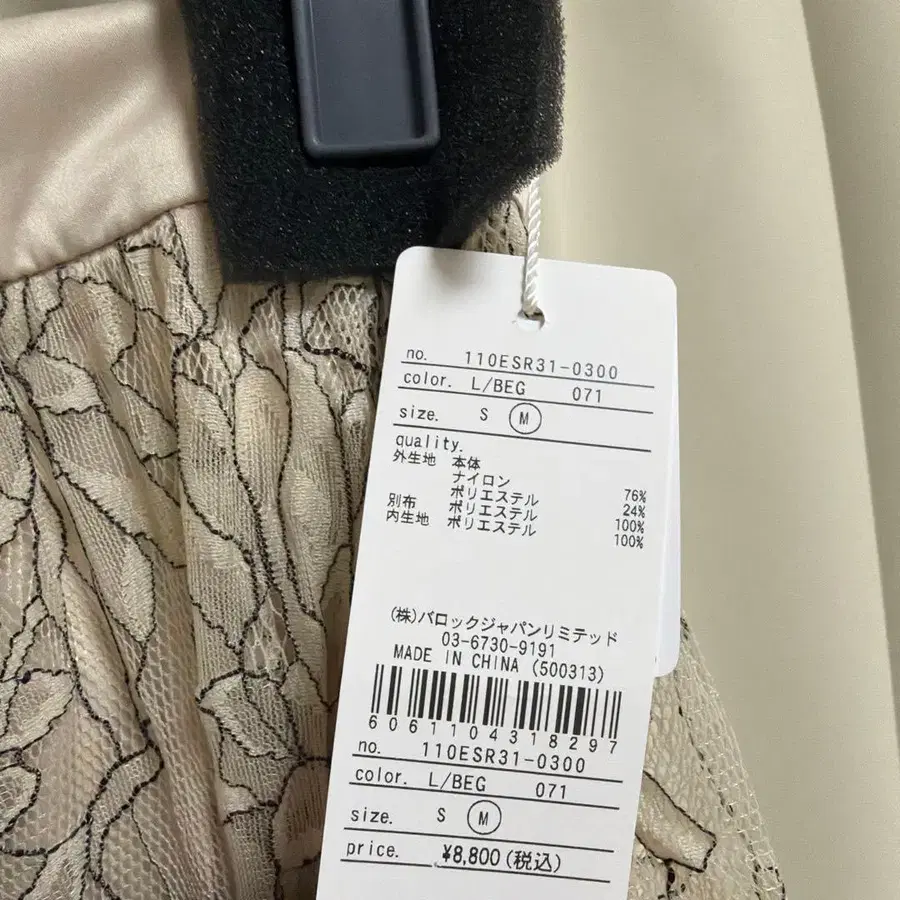 no. 110ESR31-0300
color. L/BEG 071
size. S M
quality.
外生地 本体
ナイロン 76%
ポリエステル 24%
別布 ポリエステル 100%
内生地 ポリエステル 100%
(株)バロックジャパンリミテッド
03-6730-9191
MADE IN CHINA (500313)
6061104318297
no. 110ESR31-0300
color. L/BEG 071
size. S M
price. ¥8,800(税込)